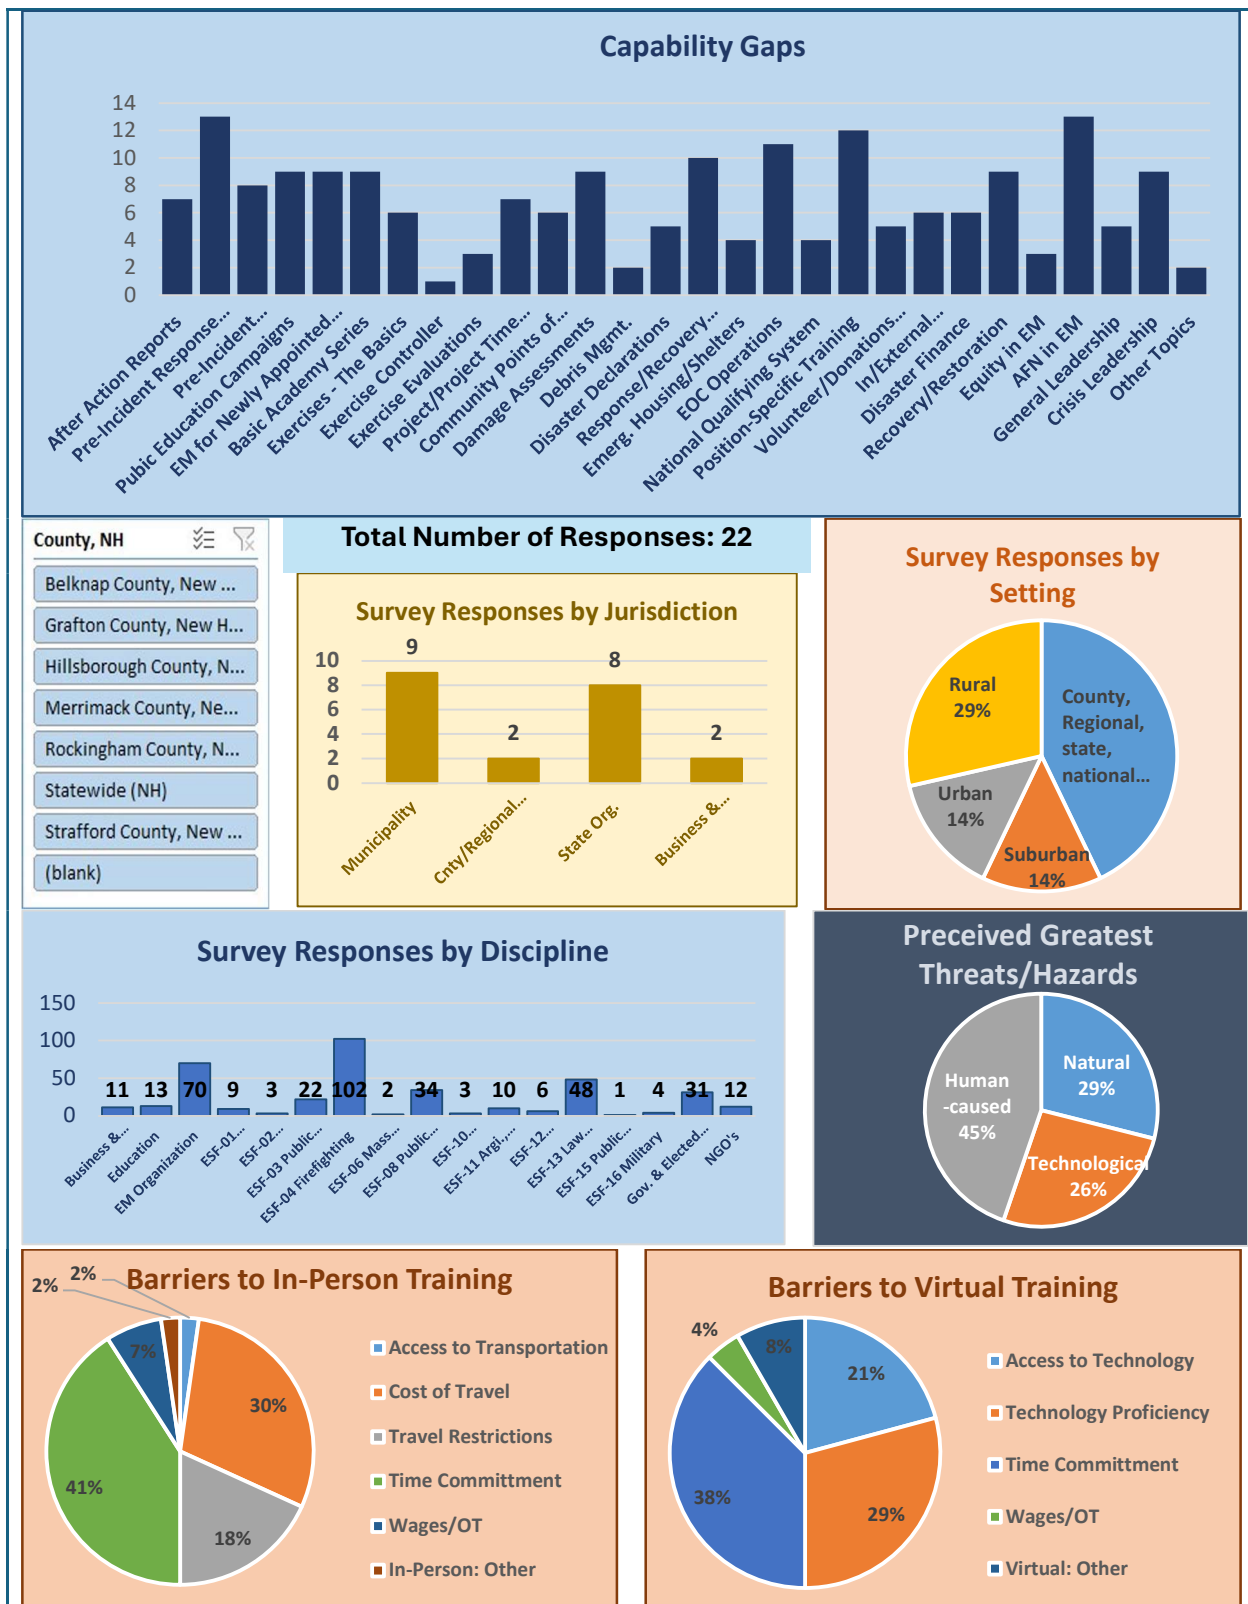 Capability Gaps
14
12
10
8
6
4
2
0
After Action Reports
Pre-Incident Response...
Pre-Incident...
Pubic Education Campaigns
EM for Newly Appointed...
Basic Academy Series
Exercises - The Basics
Exercise Controller
Exercise Evaluations
Project/Project Time...
Community Points of...
Damage Assessments
Debris Mgmt.
Disaster Declarations
Response/Recovery...
Emerg. Housing/Shelters
EOC Operations
National Qualifying System
Position-Specific Training
Volunteer/Donations...
In/External...
Disaster Finance
Recovery/Restoration
Equity in EM
AFN in EM
General Leadership
Crisis Leadership
Other Topics
County, NH
Belknap County, New ...
Grafton County, New H...
Hillsborough County, N...
Merrimack County, Ne...
Rockingham County, N...
Statewide (NH)
Strafford County, New ...
(blank)
Total Number of Responses: 22
Survey Responses by Jurisdiction
10
8
6
4
2
0
9
2
8
2
Municipality
Cnty/Regional...
State Org.
Business &...
Survey Responses by
Setting
Rural
29%
County,
Regional,
state,
national...
Urban
14%
Suburban
14%
Survey Responses by Discipline
150
100
50
0
11 13 70 9 3 22 102 2 34 3 10 6 48 1 4 31 12
Business &...
Education
EM Organization
ESF-01...
ESF-02...
ESF-03 Public...
ESF-04 Firefighting
ESF-06 Mass...
ESF-08 Public...
ESF-10...
ESF-11 Argi.,...
ESF-12...
ESF-13 Law...
ESF-15 Public...
ESF-16 Military
Gov. & Elected...
NGO's
Preceived Greatest
Threats/Hazards
Natural
29%
Human
-caused
45%
Technological
26%
Barriers to In-Person Training
2%
2%
7%
30%
41%
18%
Access to Transportation
Cost of Travel
Travel Restrictions
Time Committment
Wages/OT
In-Person: Other
Barriers to Virtual Training
4%
8%
21%
38%
29%
Access to Technology
Technology Proficiency
Time Committment
Wages/OT
Virtual: Other